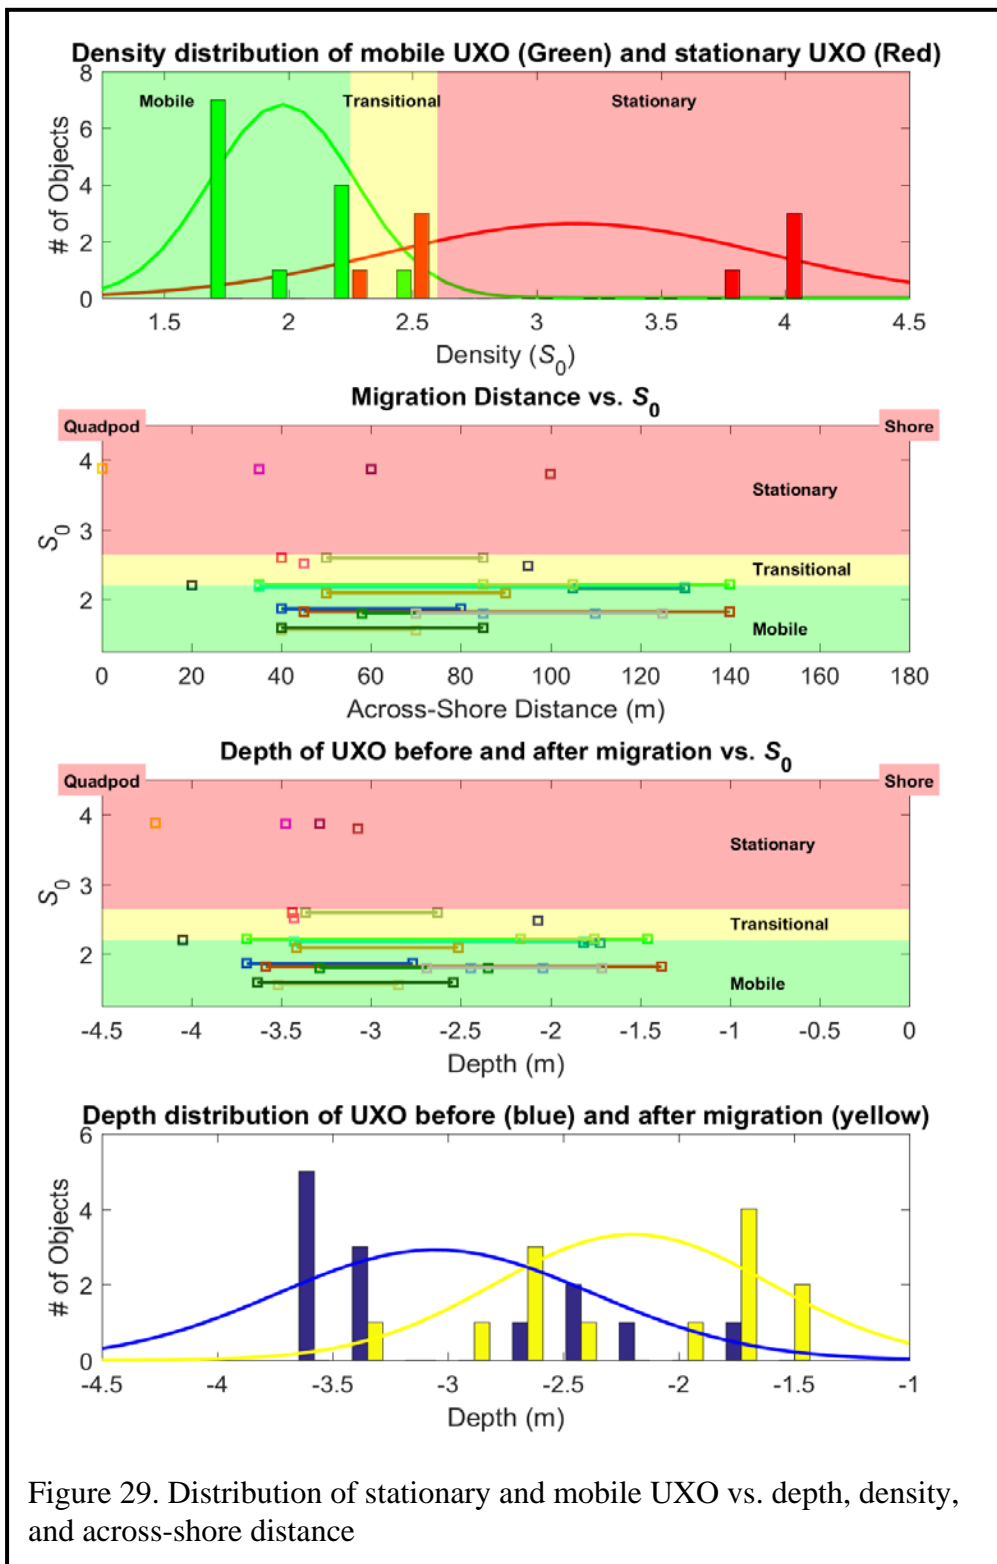 Density distribution of mobile UXO (Green) and stationary UXO (Red)
8
6
4
2
0
# of Objects
Mobile
Transitional
Stationary
1.5 2 2.5 3 3.5 4 4.5
Density (S0)
Migration Distance vs. S0
Quadpod
Shore
4
3
2
S0
Stationary
Transitional
Mobile
0 20 40 60 80 100 120 140 160 180
Across-Shore Distance (m)
Depth of UXO before and after migration vs. S0
Quadpod
Shore
4
3
2
S0
Stationary
Transitional
Mobile
-4.5 -4 -3.5 -3 -2.5 -2 -1.5 -1 -0.5 0
Depth (m)
Depth distribution of UXO before (blue) and after migration (yellow)
6
4
2
0
# of Objects
-4.5 -4 -3.5 -3 -2.5 -2 -1.5 -1
Depth (m)
Figure 29. Distribution of stationary and mobile UXO vs. depth, density,
and across-shore distance